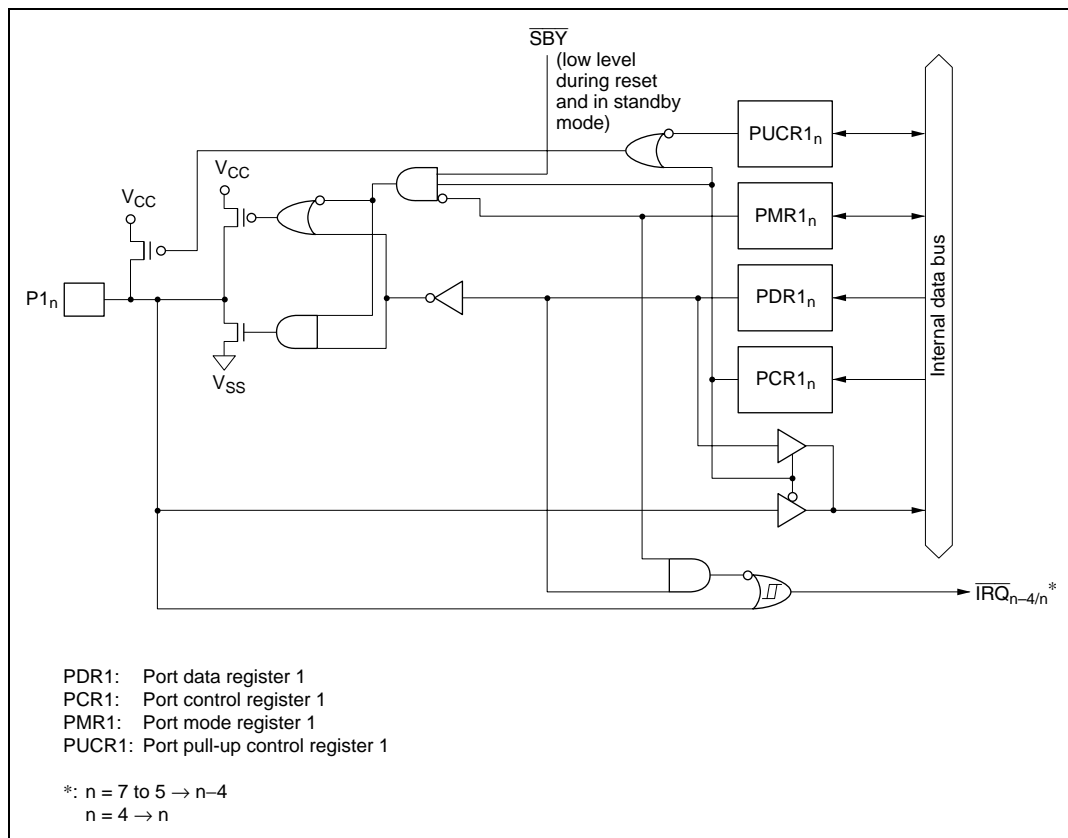 SBY
(low level
during reset
and in standby
mode)
PUCR1n
VCC
PMR1n
VCC
PDR1n
P1n
Internal data bus
VSS
PCR1n
IRQn–4/n*
PDR1: Port data register 1
PCR1: Port control register 1
PMR1: Port mode register 1
PUCR1: Port pull-up control register 1
*: n = 7 to 5 → n–4
n = 4 → n